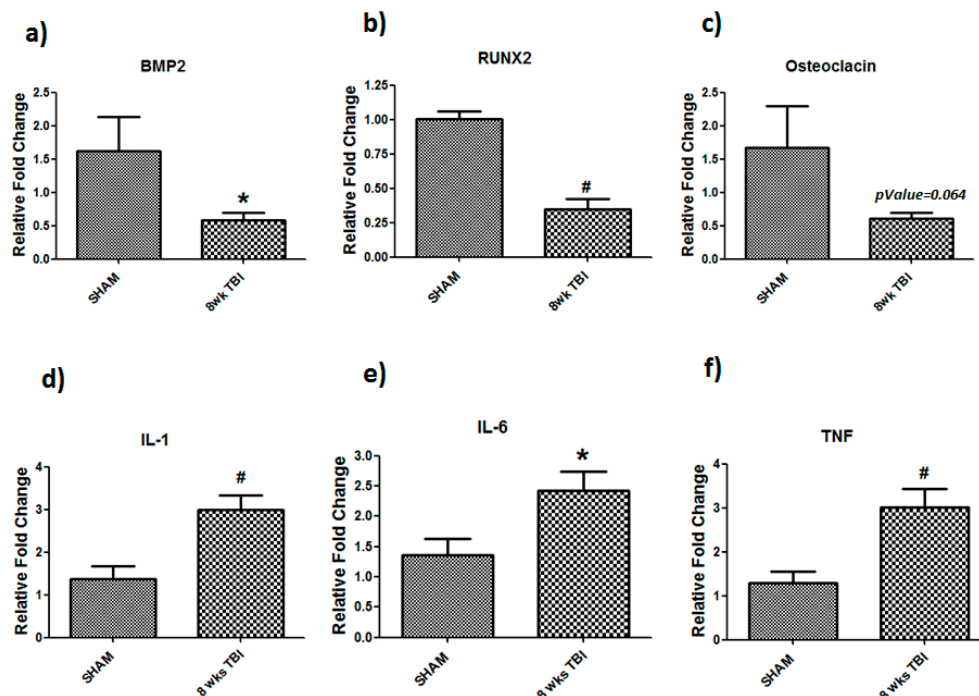 a)
BMP2
Relative Fold Change
2.5
2.0
1.5
1.0
0.5
0.0
*
SHAM
8wk TBI
b)
RUNX2
Relative Fold Change
1.25
1.00
0.75
0.50
0.25
0.00
#
SHAM
8wk TBI
c)
Osteoclacin
Relative Fold Change
2.5
2.0
1.5
1.0
0.5
0.0
pValue=0.064
SHAM
8wk TBI
d)
IL-1
Relative Fold Change
4
3
2
1
0
#
SHAM
8 wks TBI
e)
IL-6
Relative Fold Change
3.0
2.5
2.0
1.5
1.0
0.5
0.0
*
SHAM
8 wks TBI
f)
TNF
Relative Fold Change
4
3
2
1
0
#
SHAM
8 wks TBI